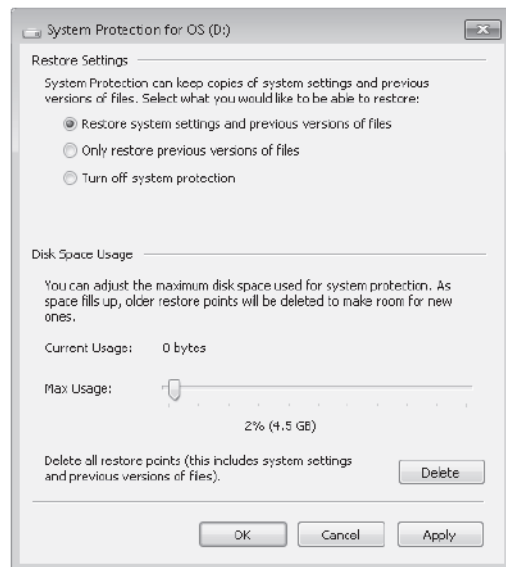 System Protection for OS (D:)
Restore Settings
System Protection can keep copies of system settings and previous
versions of files. Select what you would like to be able to restore:
Restore system settings and previous versions of files
Only restore previous versions of files
Turn off system protection
Disk Space Usage
You can adjust the maximum disk space used for system protection. As
space fills up, older restore points will be deleted to make room for new
ones.
Current Usage: 0 bytes
Max Usage:
2% (4.5 GB)
Delete all restore points (this includes system settings
and previous versions of files).
Delete
OK Cancel Apply